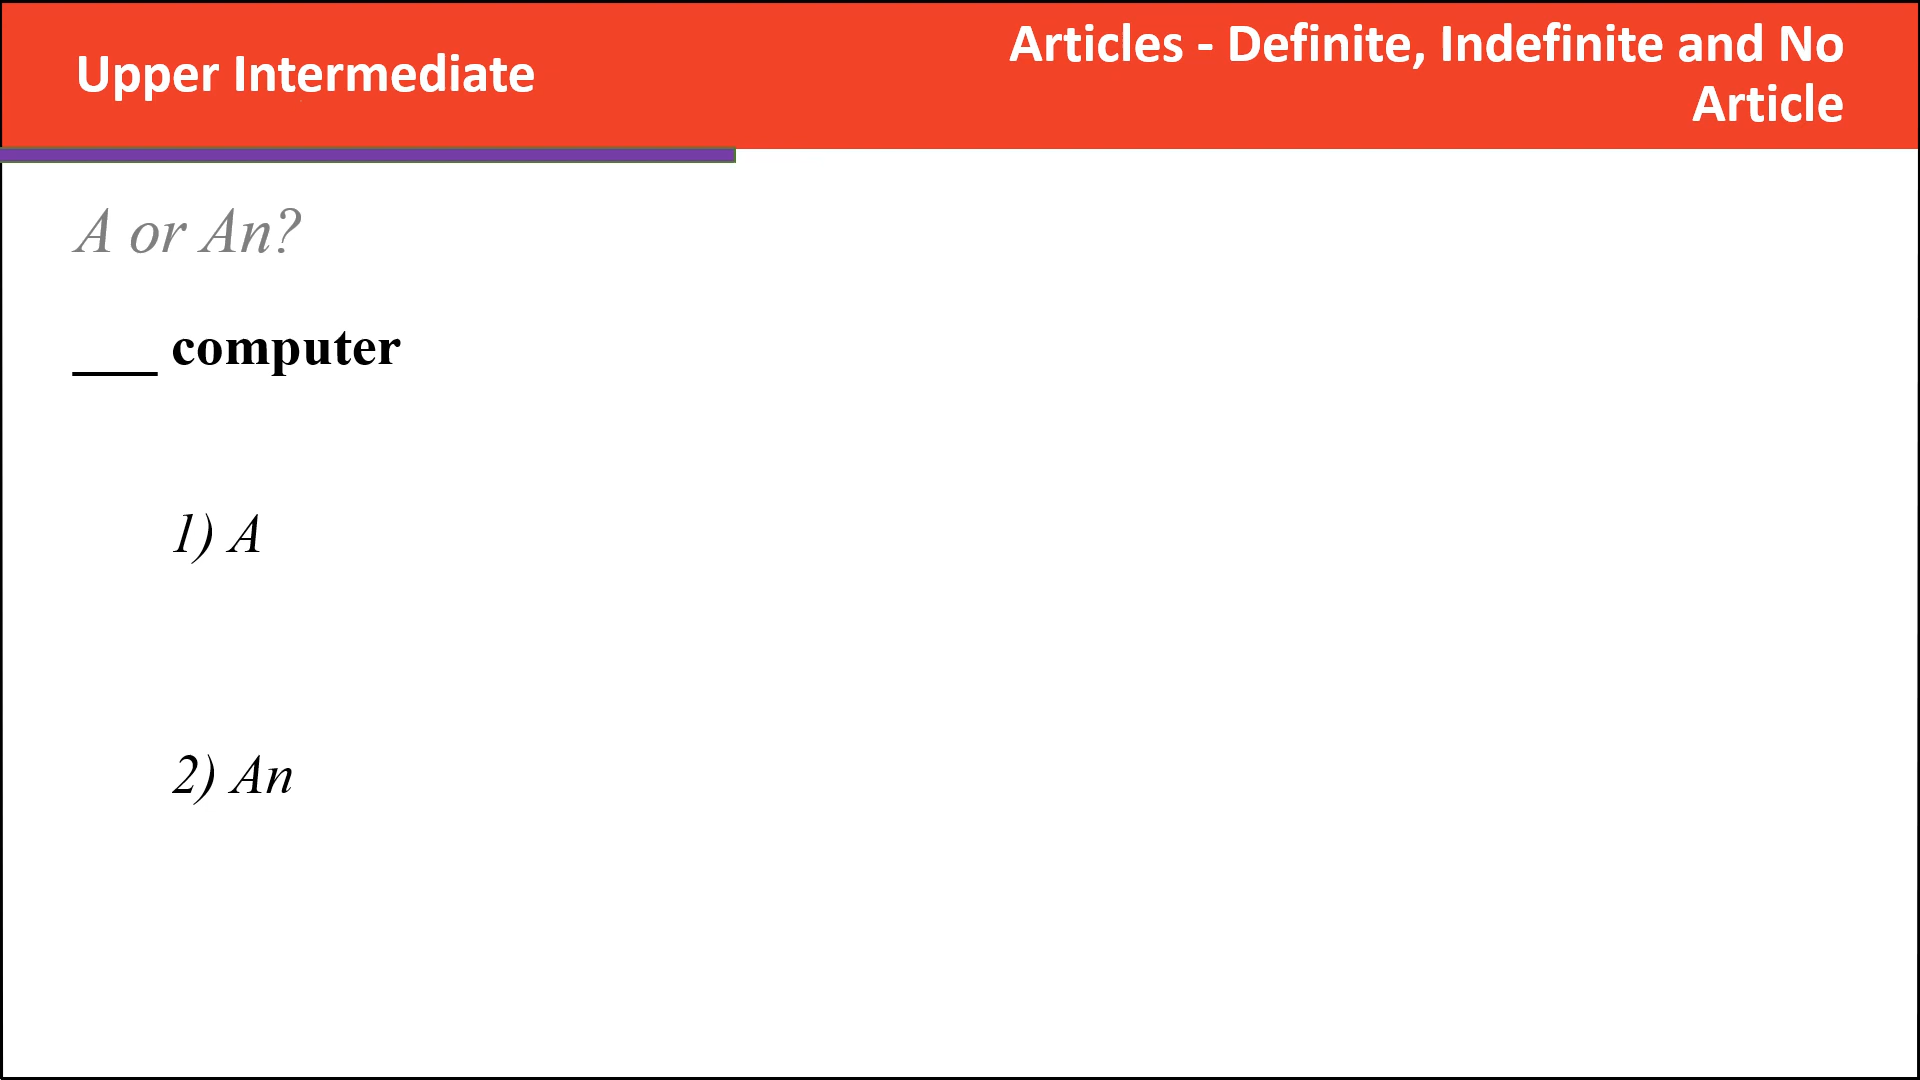 Upper Intermediate
Articles - Definite, Indefinite and No
Article
A or An?
___ computer
1) A
2) An